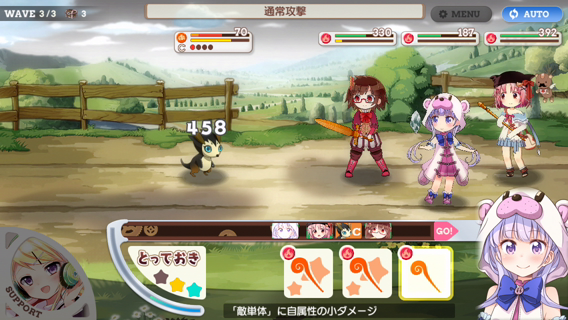 WAVE 3/3 3
通常攻撃
MENU
AUTO
70
C
330
187
392
458
C
GO!
とっておき
SUPPORT
「敵単体」に自属性の小ダメージ